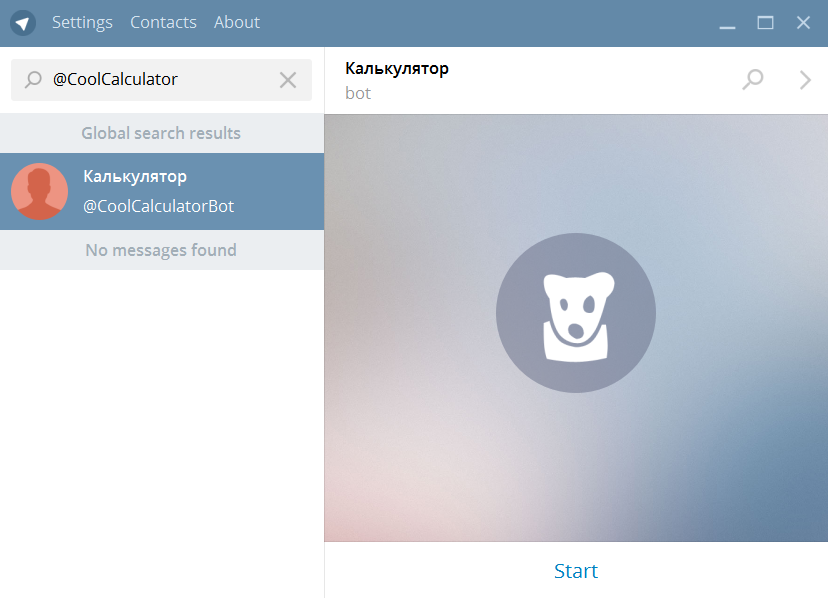 Settings Contacts About
@CoolCalculator
Global search results
Калькулятор
@CoolCalculatorBot
No messages found
Калькулятор
bot
Start